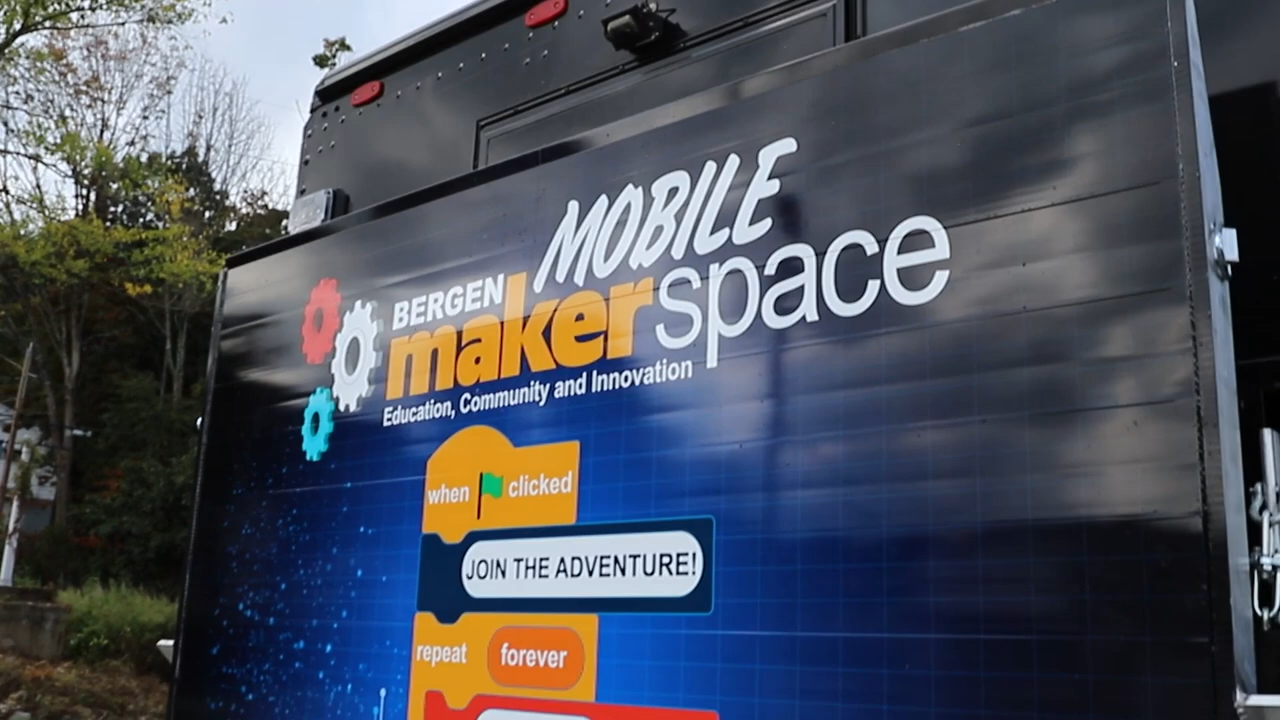 MOBILE
BERGEN
makerspace
Education, Community and Innovation
when clicked
JOIN THE ADVENTURE!
repeat forever